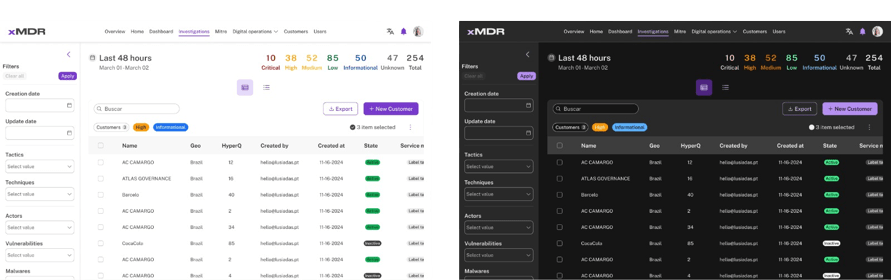 xMDR Overview Home Dashboard Investigations Mitre Digital operations Customers Users
Filters
Clear all Apply
Creation date
Update date
Tactics
Select value
Techniques
Select value
Actors
Select value
Vulnerabilities
Select value
Malwares
Last 48 hours
March 01 - March 02
10 38 52 85 50 47 254
Critical High Medium Low Informational Unknown Total
Buscar Export + New Customer
Customers 3 High Informational 3 item selected
Name Geo HyperQ Created by Created at State Service n
AC CAMARGO Brazil 12 hello@lusiadas.pt 11-16-2024 Active Label te
ATLAS GOVERNANCE Brazil 16 hello@lusiadas.pt 11-16-2024 Active Label te
Barcelo Brazil 40 hello@lusiadas.pt 11-16-2024 Active Label te
AC CAMARGO Brazil 2 hello@lusiadas.pt 11-16-2024 Active Label te
AC CAMARGO Brazil 34 hello@lusiadas.pt 11-16-2024 Active Label te
CocaCola Brazil 85 hello@lusiadas.pt 11-16-2024 Inactive Label te
AC CAMARGO Brazil 2 hello@lusiadas.pt 11-16-2024 Active Label te
AC CAMARGO Brazil 4 hello@lusiadas.pt 11-16-2024 Inactive Label te
xMDR Overview Home Dashboard Investigations Mitre Digital operations Customers Users
Filters
Clear all Apply
Creation date
Update date
Tactics
Select value
Techniques
Select value
Actors
Select value
Vulnerabilities
Select value
Malwares
Last 48 hours
March 01 - March 02
10 38 52 85 50 47 254
Critical High Medium Low Informational Unknown Total
Buscar Export + New Customer
Customers 3 High Informational 3 item selected
Name Geo HyperQ Created by Created at State Service n
AC CAMARGO Brazil 12 hello@lusiadas.pt 11-16-2024 Active Label te
ATLAS GOVERNANCE Brazil 16 hello@lusiadas.pt 11-16-2024 Active Label te
Barcelo Brazil 40 hello@lusiadas.pt 11-16-2024 Active Label te
AC CAMARGO Brazil 2 hello@lusiadas.pt 11-16-2024 Active Label te
AC CAMARGO Brazil 34 hello@lusiadas.pt 11-16-2024 Active Label te
CocaCola Brazil 85 hello@lusiadas.pt 11-16-2024 Inactive Label te
AC CAMARGO Brazil 2 hello@lusiadas.pt 11-16-2024 Active Label te
AC CAMARGO Brazil 4 hello@lusiadas.pt 11-16-2024 Inactive Label te